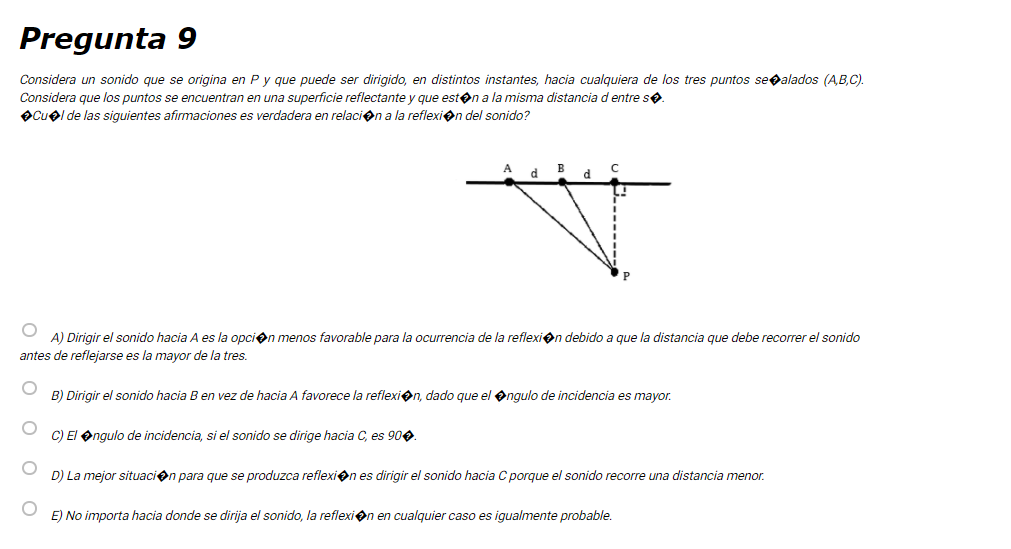 Pregunta 9
Considera un sonido que se origina en P y que puede ser dirigido, en distintos instantes, hacia cualquiera de los tres puntos se�alados (A,B,C).
Considera que los puntos se encuentran en una superficie reflectante y que est�n a la misma distancia d entre s�.
�Cu�l de las siguientes afirmaciones es verdadera en relaci�n a la reflexi�n del sonido?
A d B d C
P
A) Dirigir el sonido hacia A es la opci�n menos favorable para la ocurrencia de la reflexi�n debido a que la distancia que debe recorrer el sonido
antes de reflejarse es la mayor de la tres.
B) Dirigir el sonido hacia B en vez de hacia A favorece la reflexi�n, dado que el �ngulo de incidencia es mayor.
C) El �ngulo de incidencia, si el sonido se dirige hacia C, es 90�.
D) La mejor situaci�n para que se produzca reflexi�n es dirigir el sonido hacia C porque el sonido recorre una distancia menor.
E) No importa hacia donde se dirija el sonido, la reflexi�n en cualquier caso es igualmente probable.